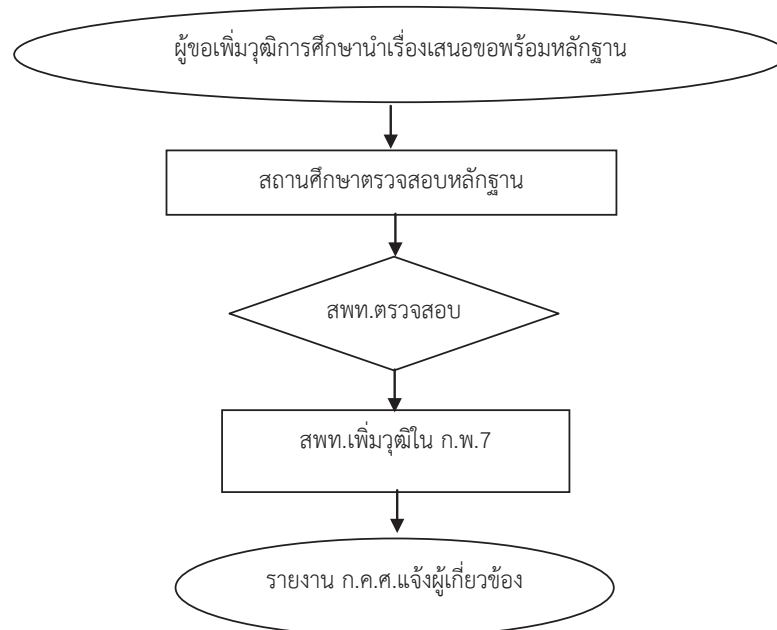 ผู้ขอเพิ่มวุฒิการศึกษานำเรื่องเสนอขอพร้อมหลักฐาน
สถานศึกษาตรวจสอบหลักฐาน
สพท.ตรวจสอบ
สพท.เพิ่มวุฒิใน ก.พ.7
รายงาน ก.ค.ศ.แจ้งผู้เกี่ยวข้อง